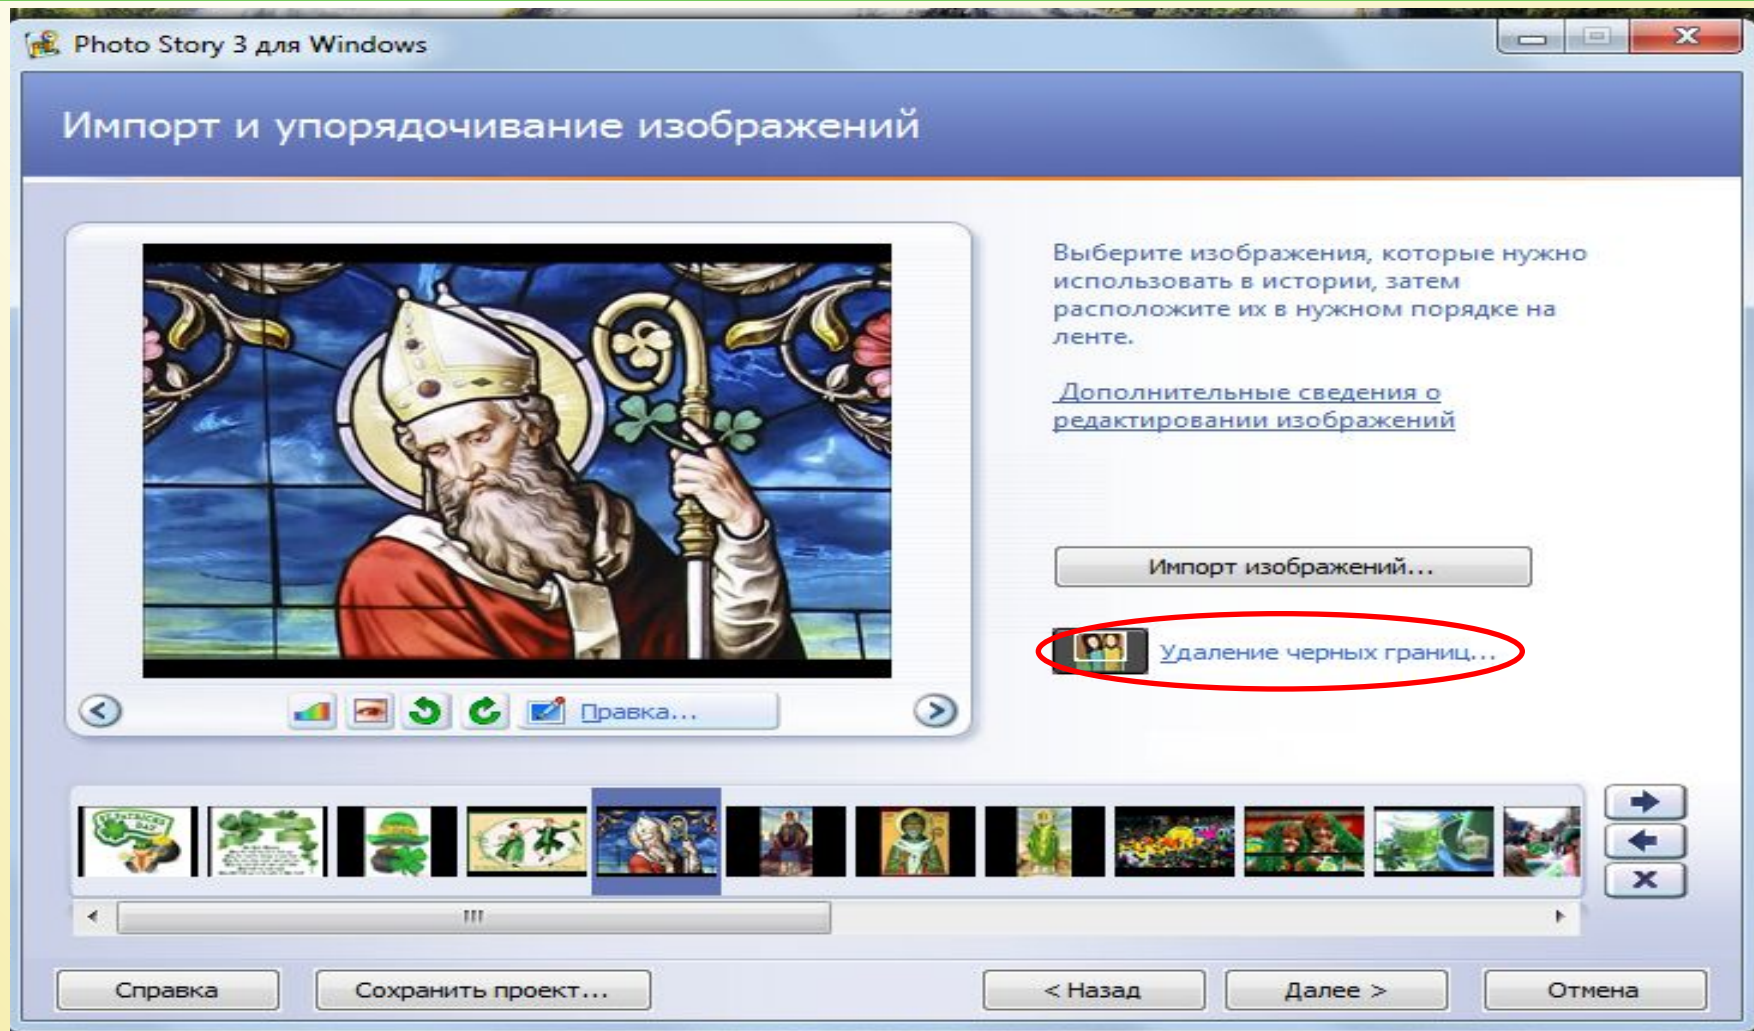 Photo Story 3 для Windows
Импорт и упорядочивание изображений
Выберите изображения, которые нужно
использовать в истории, затем
расположите их в нужном порядке на
ленте.
Дополнительные сведения о
редактировании изображений
Импорт изображений...
Удаление черных границ...
Правка...
Справка
Сохранить проект...
< Назад
Далее >
Отмена